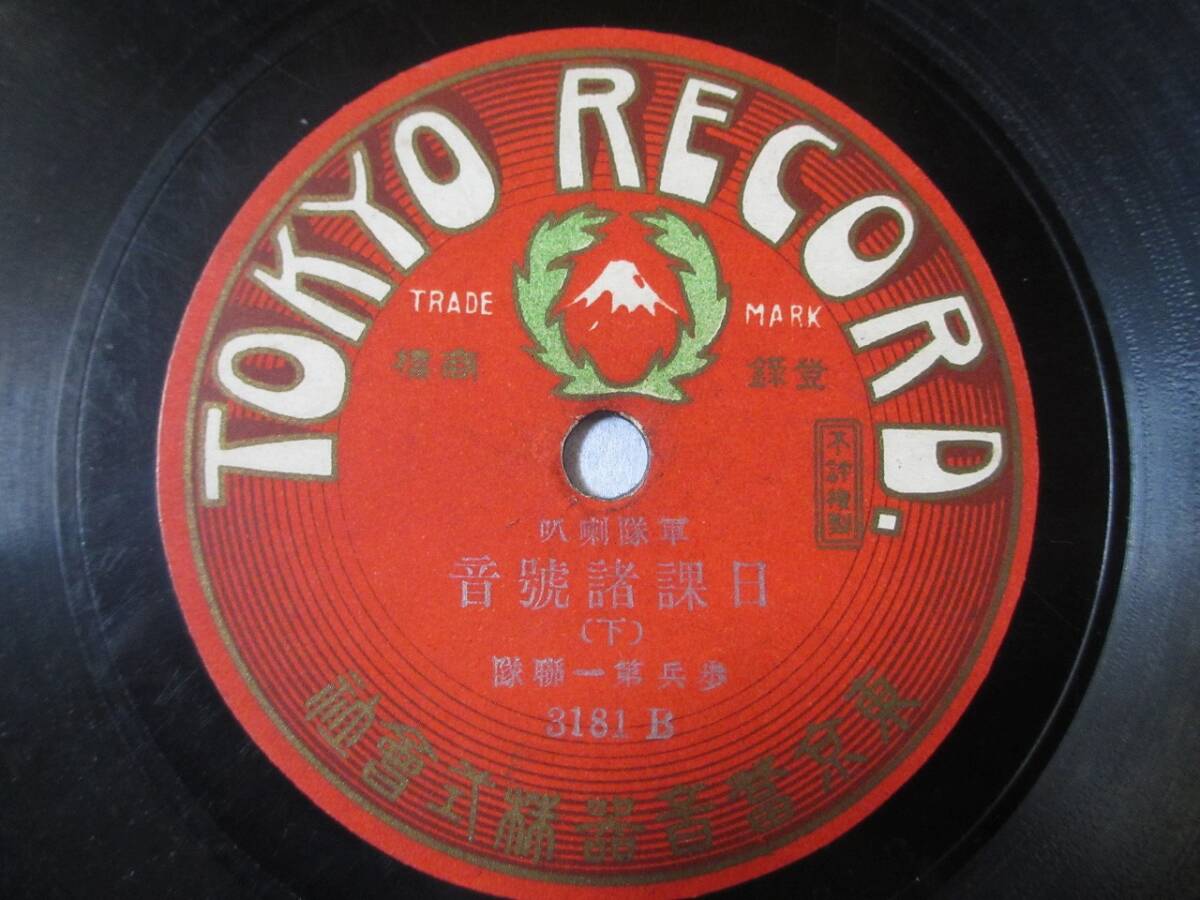 TOKYO RECORD.
TRADE MARK
登錄 商標
不許複製
軍隊喇叭
日課諸號音
(下)
歩兵第一聯隊
3181 B
東京蓄音器株式會社